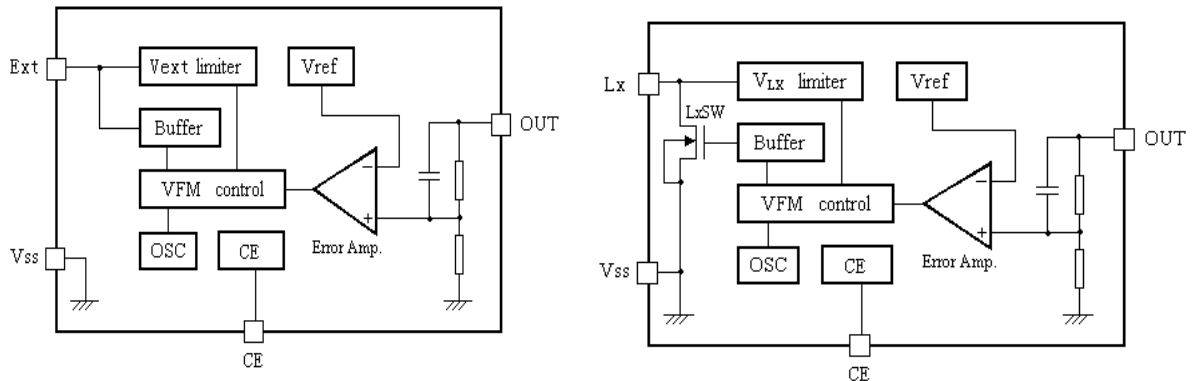 Ext
Vext limiter
Vref
Buffer
OUT
−
VFM control
+
OSC
CE
Error Amp.
Vss
CE
Lx
VLx limiter
Vref
LxSW
Buffer
OUT
−
VFM control
+
OSC
CE
Error Amp.
Vss
CE